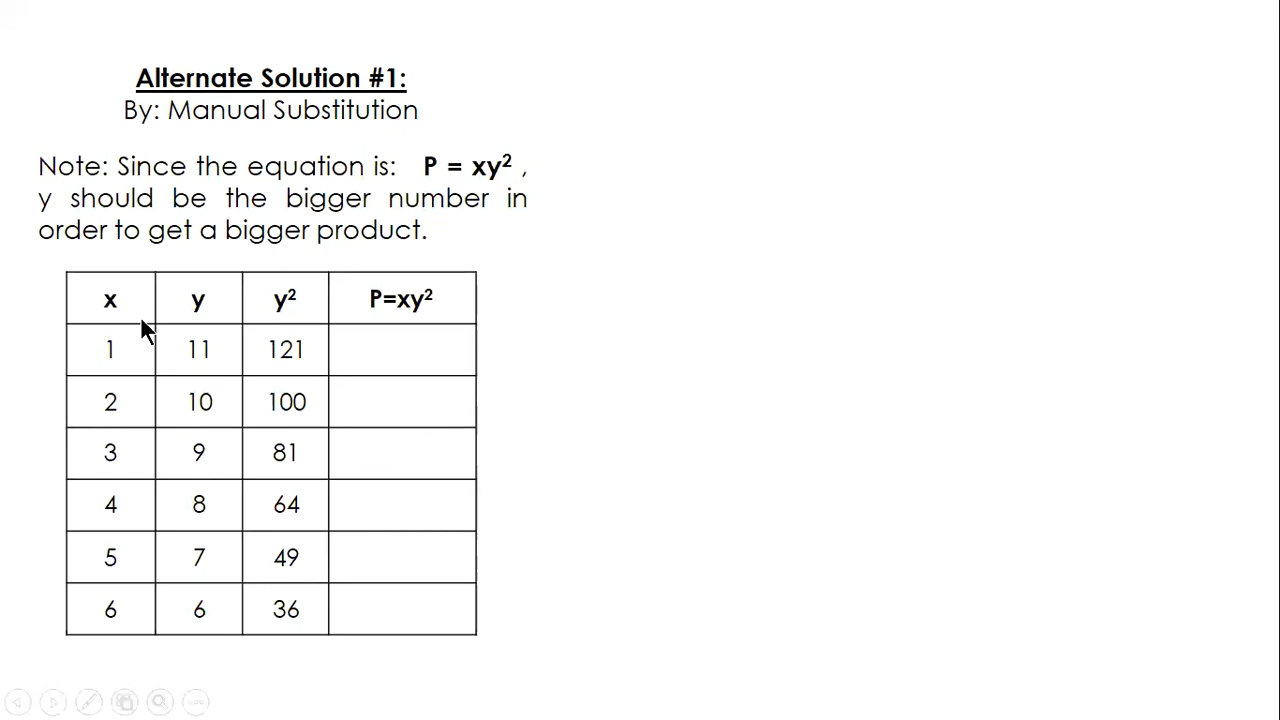 Alternate Solution #1:
By: Manual Substitution
Note: Since the equation is: P = xy² ,
y should be the bigger number in
order to get a bigger product.
x y y² P=xy²
1 11 121
2 10 100
3 9 81
4 8 64
5 7 49
6 6 36